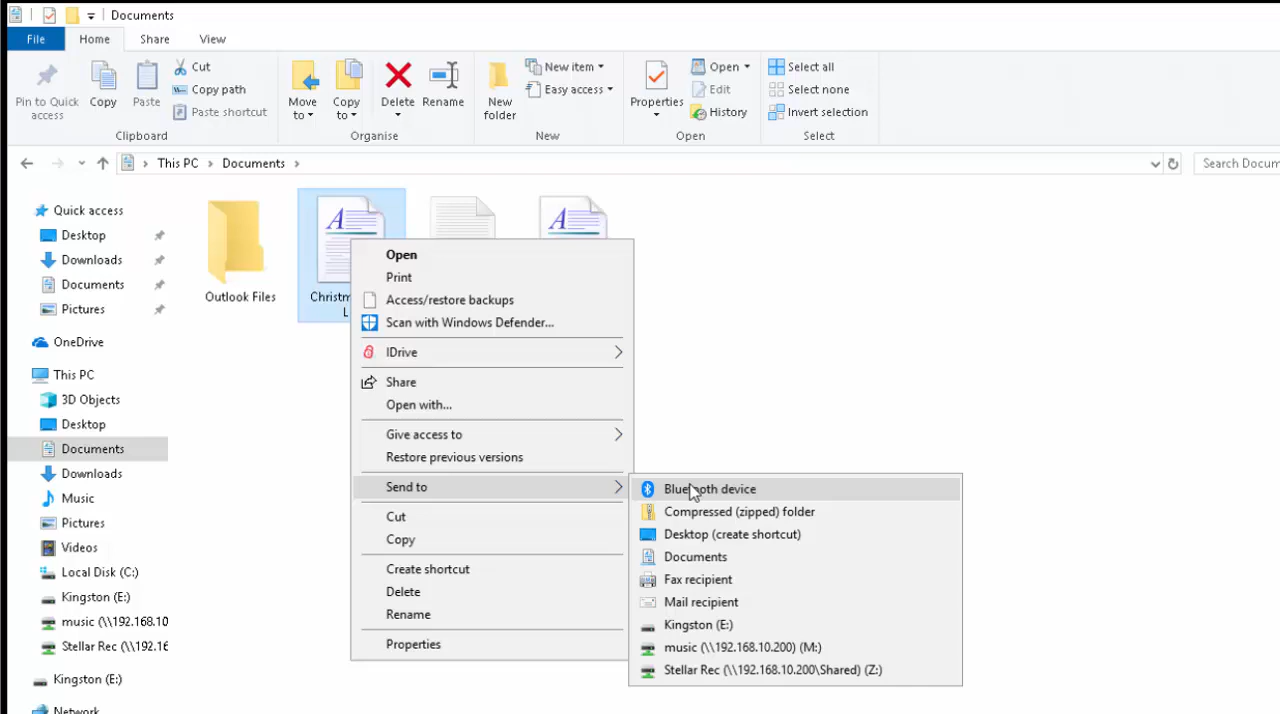 Documents
File Home Share View
Pin to Quick access
Copy
Paste
Cut
Copy path
Paste shortcut
Clipboard
Move to
Copy to
Delete
Rename
Organise
New folder
New item
Easy access
New
Properties
Open
Edit
History
Open
Select all
Select none
Invert selection
Select
This PC > Documents >
Search Docum
Quick access
Desktop
Downloads
Documents
Pictures
OneDrive
This PC
3D Objects
Desktop
Documents
Downloads
Music
Pictures
Videos
Local Disk (C:)
Kingston (E:)
music (\\192.168.10
Stellar Rec (\\192.16
Kingston (E:)
Network
Outlook Files
Christm
L
Open
Print
Access/restore backups
Scan with Windows Defender...
IDrive
Share
Open with...
Give access to
Restore previous versions
Send to
Cut
Copy
Create shortcut
Delete
Rename
Properties
Bluetooth device
Compressed (zipped) folder
Desktop (create shortcut)
Documents
Fax recipient
Mail recipient
Kingston (E:)
music (\\192.168.10.200) (M:)
Stellar Rec (\\192.168.10.200\Shared) (Z:)